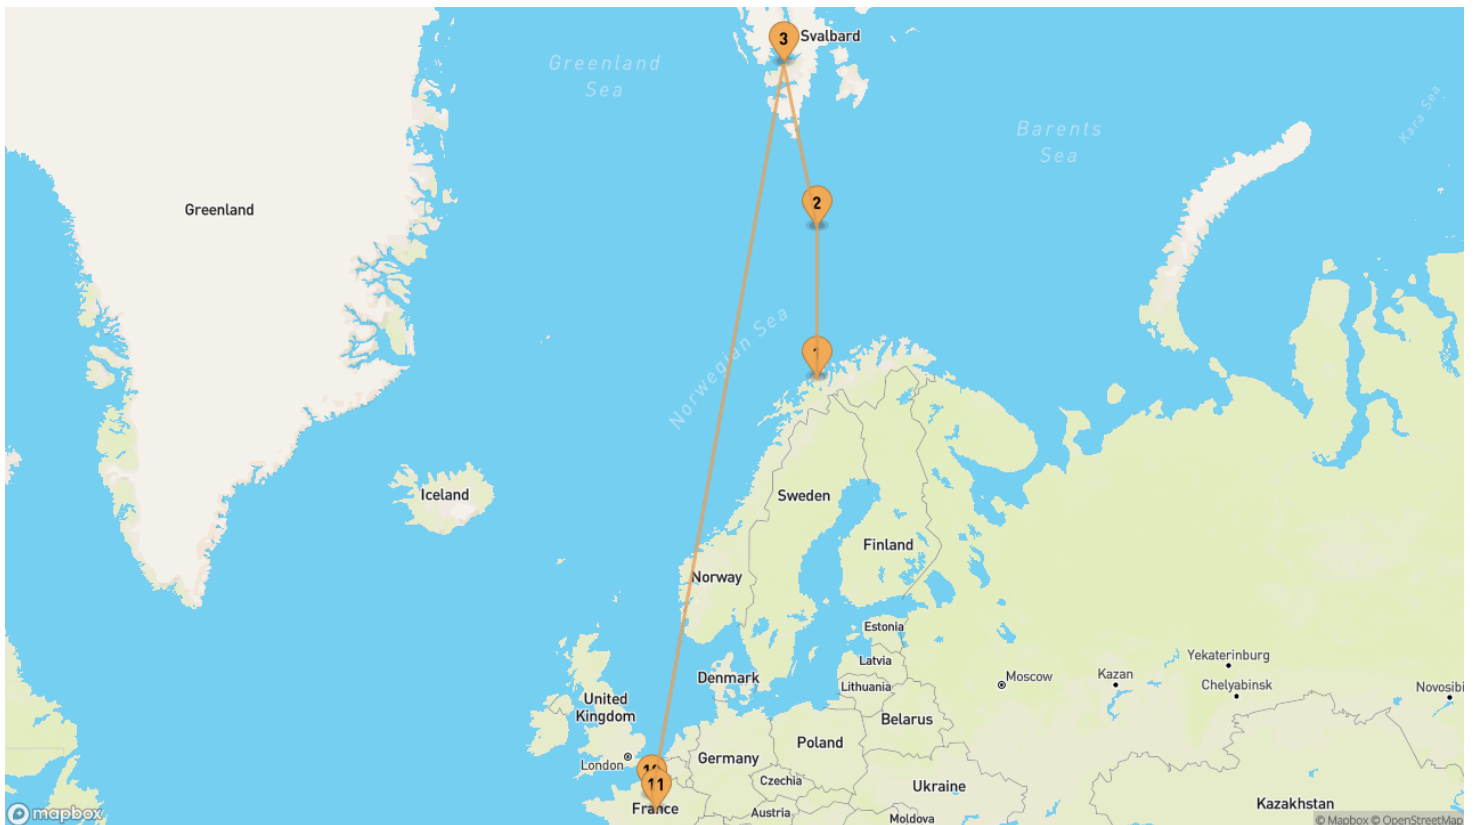 3
Svalbard
Greenland
Sea
Barents
Sea
Kara Sea
2
Greenland
Norwegian Sea
Iceland
Sweden
Finland
Norway
Estonia
Latvia
Lithuania
Denmark
Moscow
Kazan
Yekaterinburg
Chelyabinsk
Novosibi
United
Kingdom
London
Belarus
Poland
Germany
Czechia
Ukraine
11
France
Austria
Moldova
Kazakhstan
mapbox
© Mapbox © OpenStreetMap